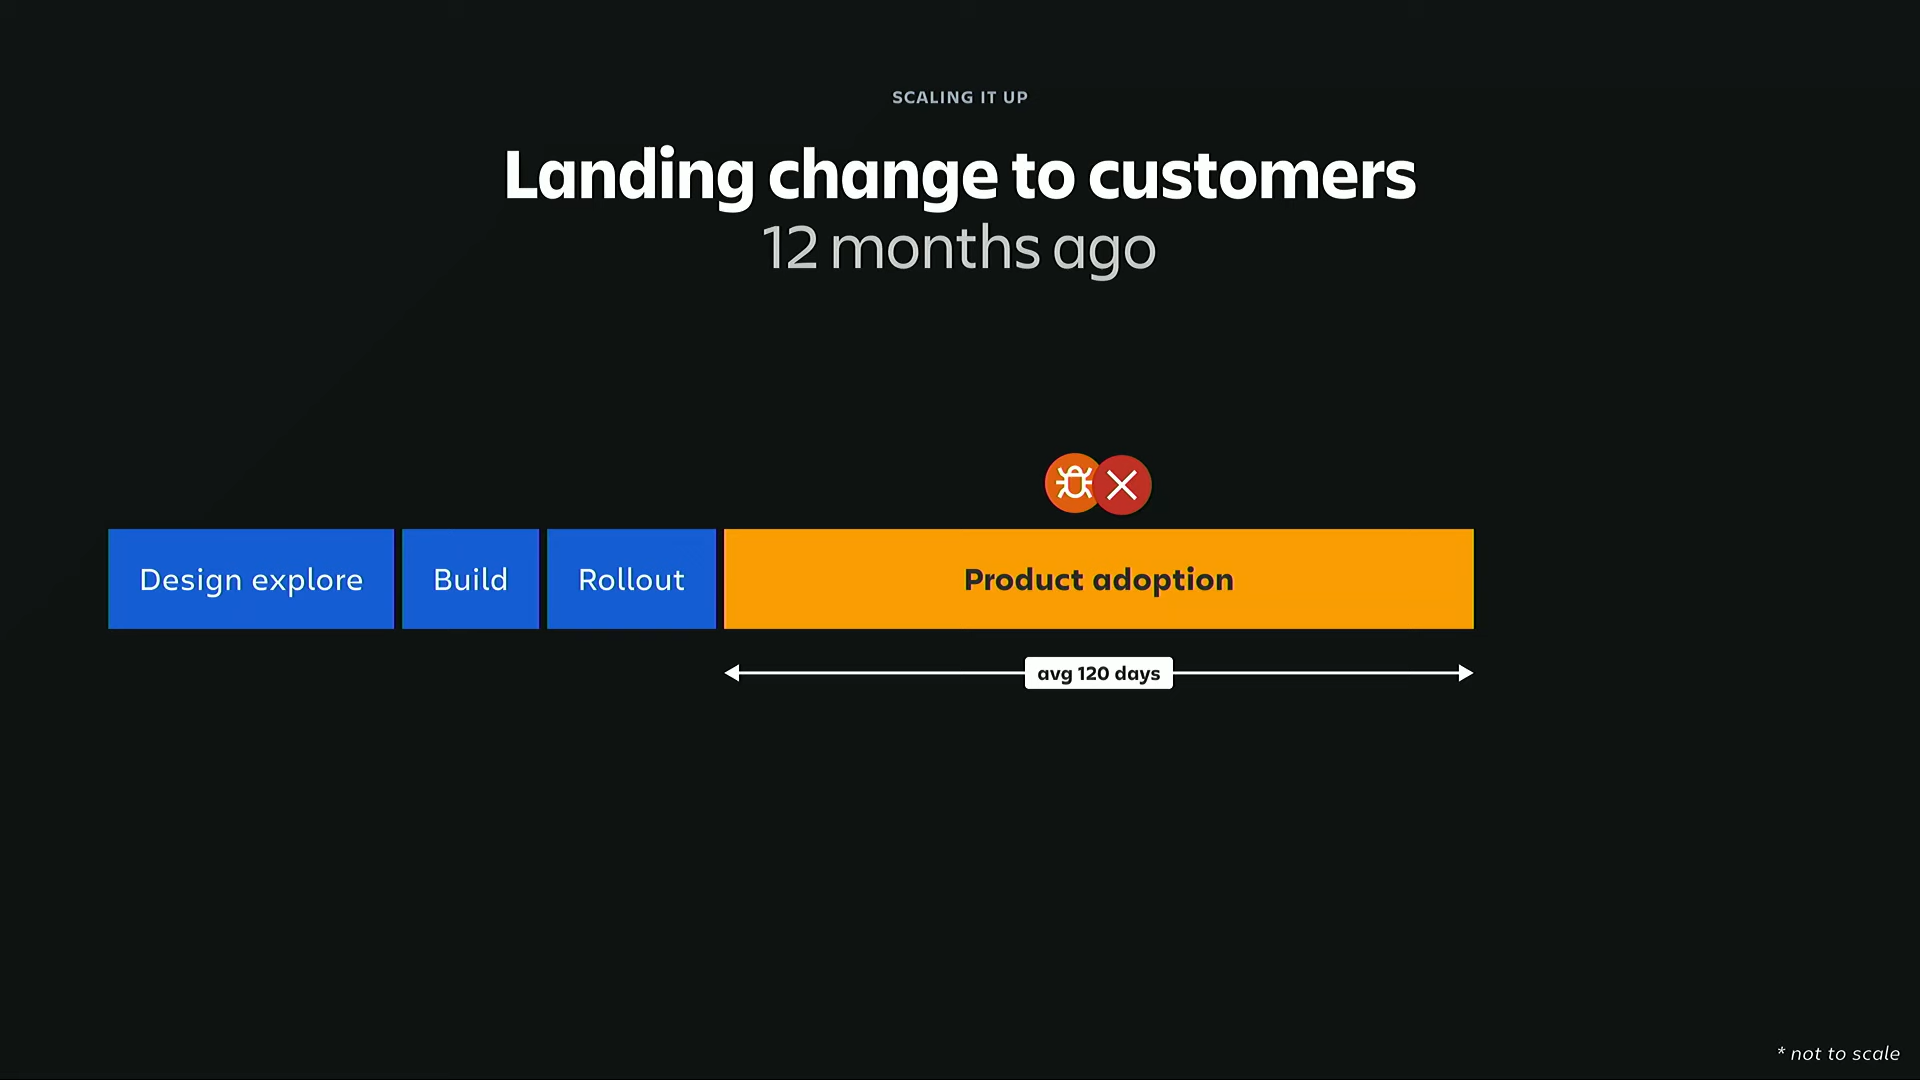 SCALING IT UP
Landing change to customers
12 months ago
Design explore
Build
Rollout
Product adoption
avg 120 days
* not to scale